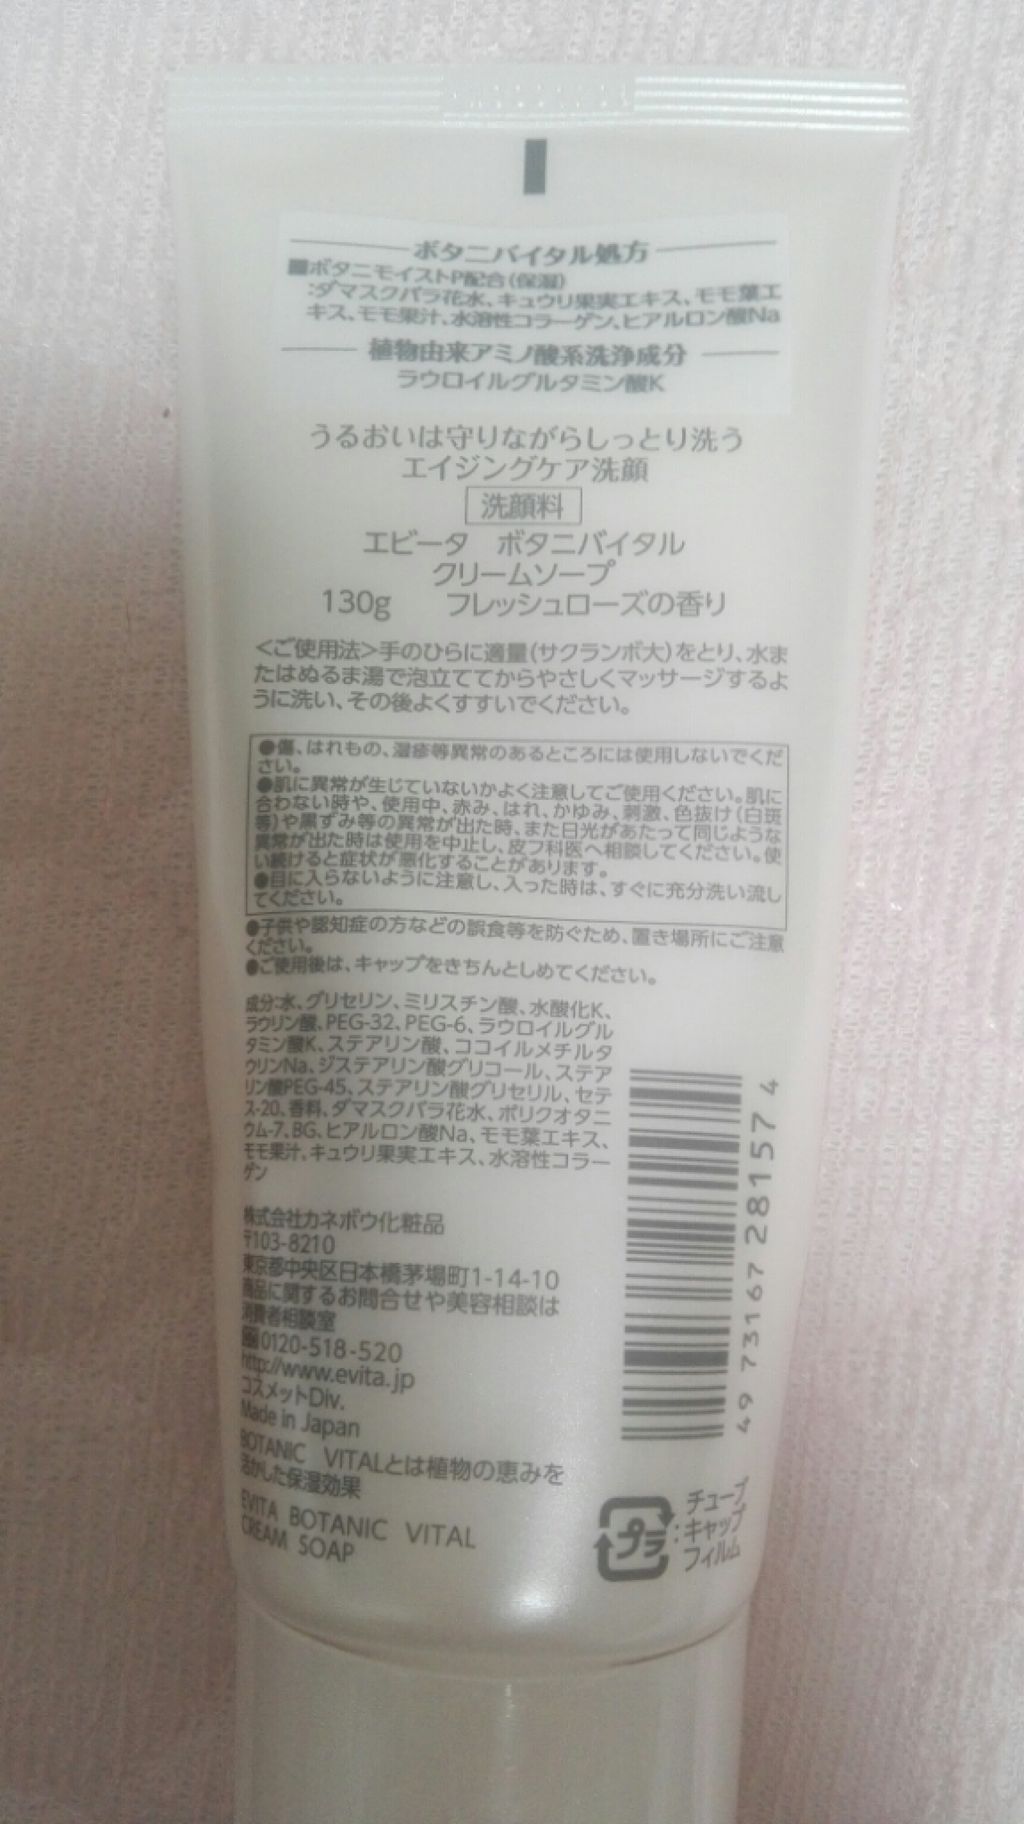 ボタニバイタル処方
■ボタニモイストP配合(保湿)
:ダマスクバラ花水、キュウリ果実エキス、モモ葉エ
キス、モモ果汁、水溶性コラーゲン、ヒアルロン酸Na
植物由来アミノ酸系洗浄成分
ラウロイルグルタミン酸K
うるおいは守りながらしっとり洗う
エイジングケア洗顔
洗顔料
エビータ ボタニバイタル
クリームソープ
130g フレッシュローズの香り
<ご使用法>手のひらに適量(サクランボ大)をとり、水ま
たはぬるま湯で泡立ててからやさしくマッサージするよ
うに洗い、その後よくすすいでください。
●傷、はれもの、湿疹等異常のあるところには使用しないでくだ
さい。
●肌に異常が生じていないかよく注意してご使用ください。肌に
合わない時や、使用中、赤み、はれ、かゆみ、刺激、色抜け(白斑
等)や黒ずみ等の異常が出た時、また日光があたって同じような
異常が出た時は使用を中止し、皮フ科医へ相談してください。使
い続けると症状が悪化することがあります。
●目に入らないように注意し、入った時は、すぐに充分洗い流し
てください。
●子供や認知症の方などの誤食等を防ぐため、置き場所にご注意
ください。
●ご使用後は、キャップをきちんとしめてください。
成分:水、グリセリン、ミリスチン酸、水酸化K、
ラウリン酸、PEG-32、PEG-6、ラウロイルグル
タミン酸K、ステアリン酸、ココイルメチルタ
ウリンNa、ジステアリン酸グリコール、ステア
リン酸PEG-45、ステアリン酸グリセリル、セテ
ス-20、香料、ダマスクバラ花水、ポリクオタニ
ウム-7、BG、ヒアルロン酸Na、モモ葉エキス、
モモ果汁、キュウリ果実エキス、水溶性コラー
ゲン
株式会社カネボウ化粧品
〒103-8210
東京都中央区日本橋茅場町1-14-10
商品に関するお問合せや美容相談は
消費者相談室
0120-518-520
http://www.evita.jp
コスメットDiv.
Made in Japan
BOTANIC VITALとは植物の恵みを
活かした保湿効果
EVITA BOTANIC VITAL
CREAM SOAP
4973167281574
プラ
:チューブ
キャップ
フィルム